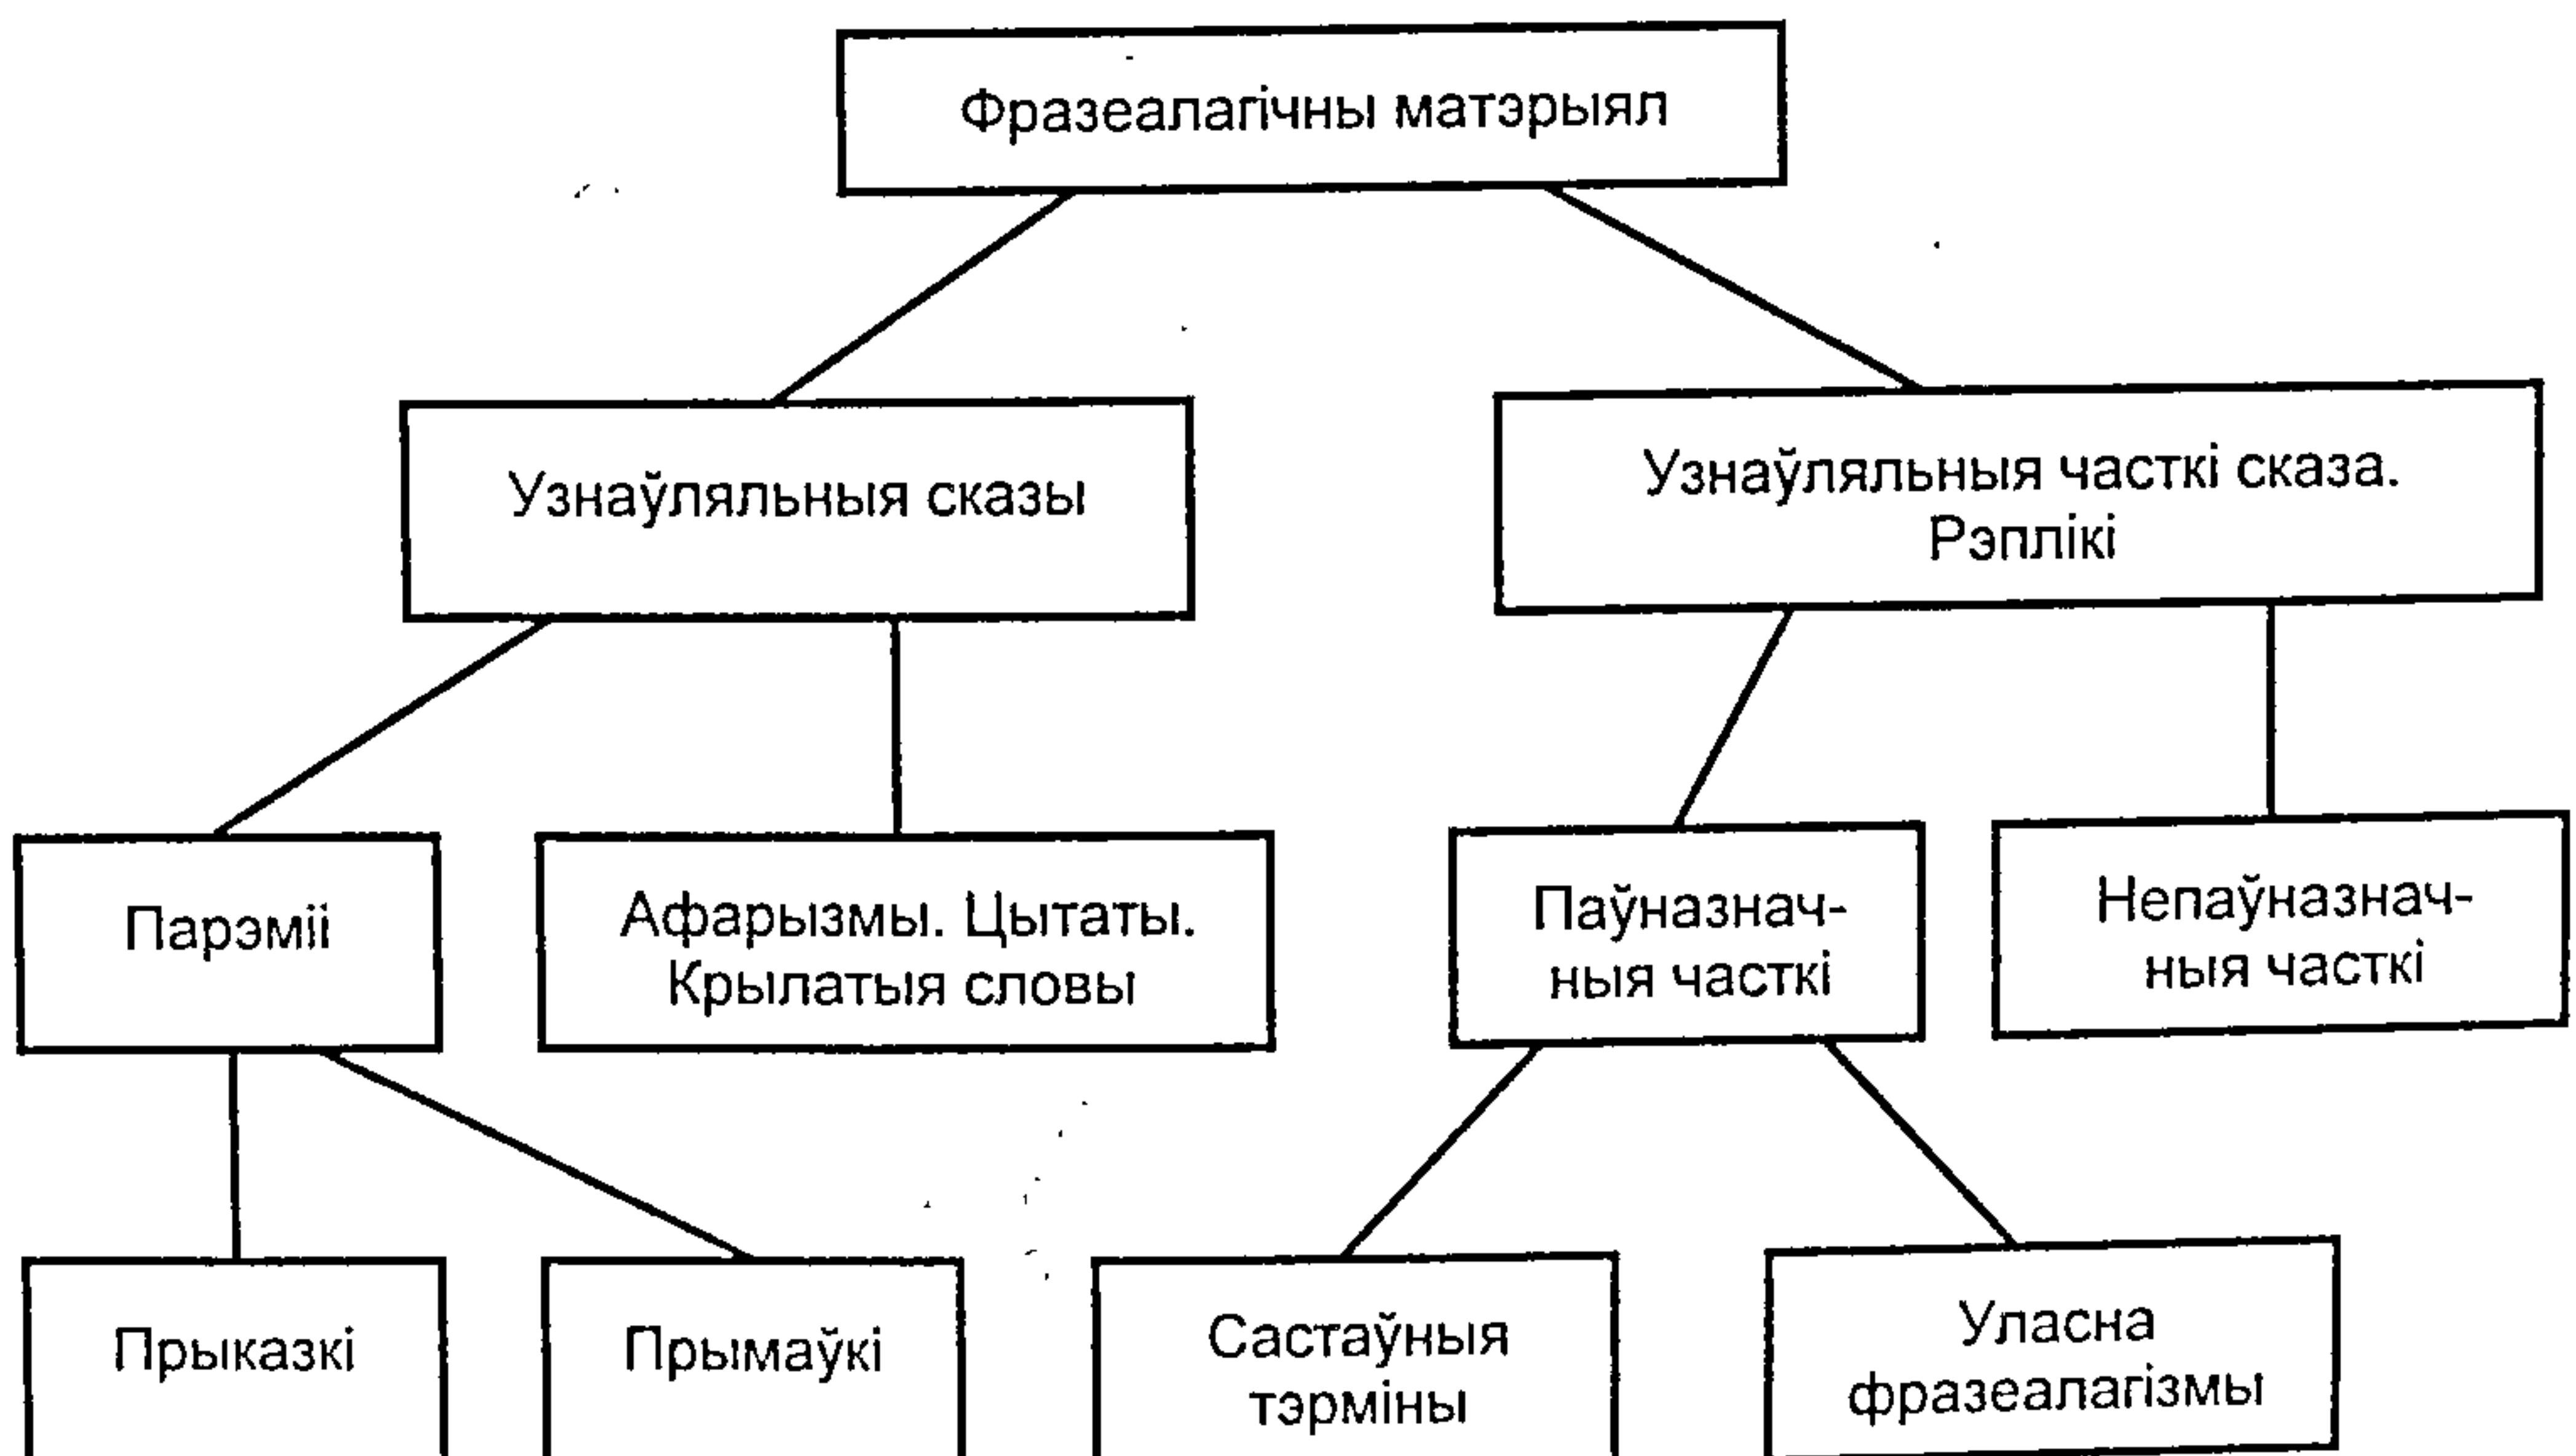 Фразеалагічны матэрыял
Узнаўляльныя сказы
Узнаўляльныя часткі сказа.
Рэплікі
Парэміі
Афарызмы. Цытаты.
Крылатыя словы
Паўназнач-
ныя часткі
Непаўназнач-
ныя часткі
Прыказкі
Прымаўкі
Састаўныя
тэрміны
Уласна
фразеалагізмы